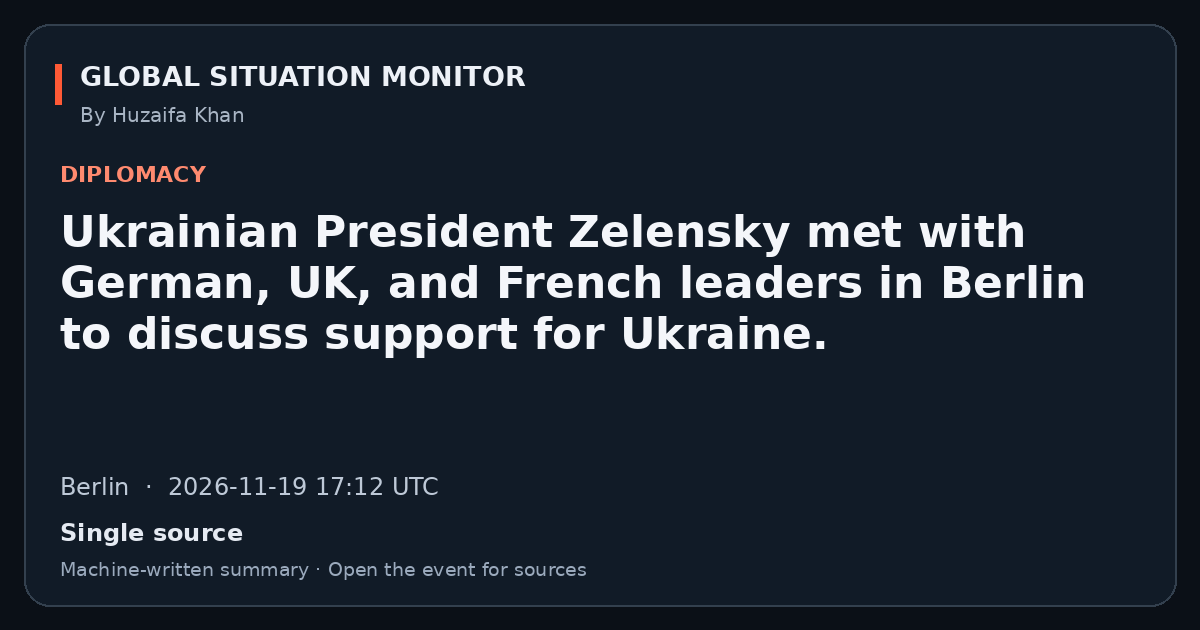 GLOBAL SITUATION MONITOR
By Huzaifa Khan
DIPLOMACY
Ukrainian President Zelensky met with
German, UK, and French leaders in Berlin
to discuss support for Ukraine.
Berlin · 2026-11-19 17:12 UTC
Single source
Machine-written summary · Open the event for sources